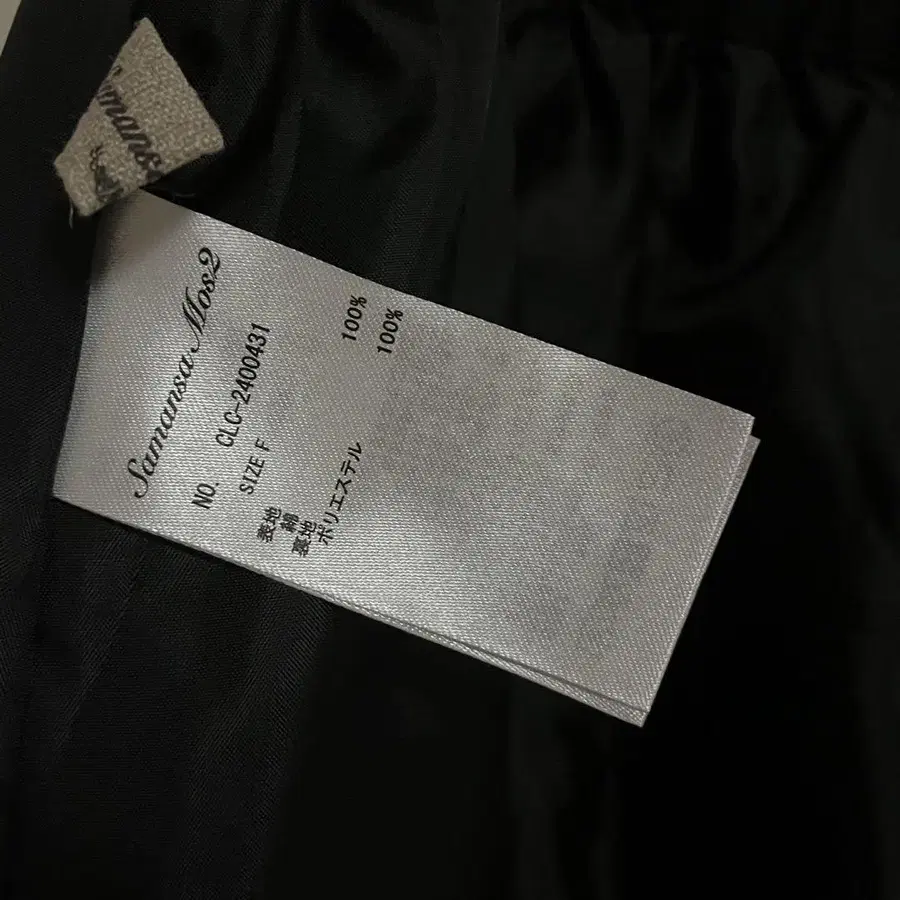 Samansa Mos2
NO. CLC-2400431
SIZE F
表地
綿 100%
裏地
ポリエステル 100%